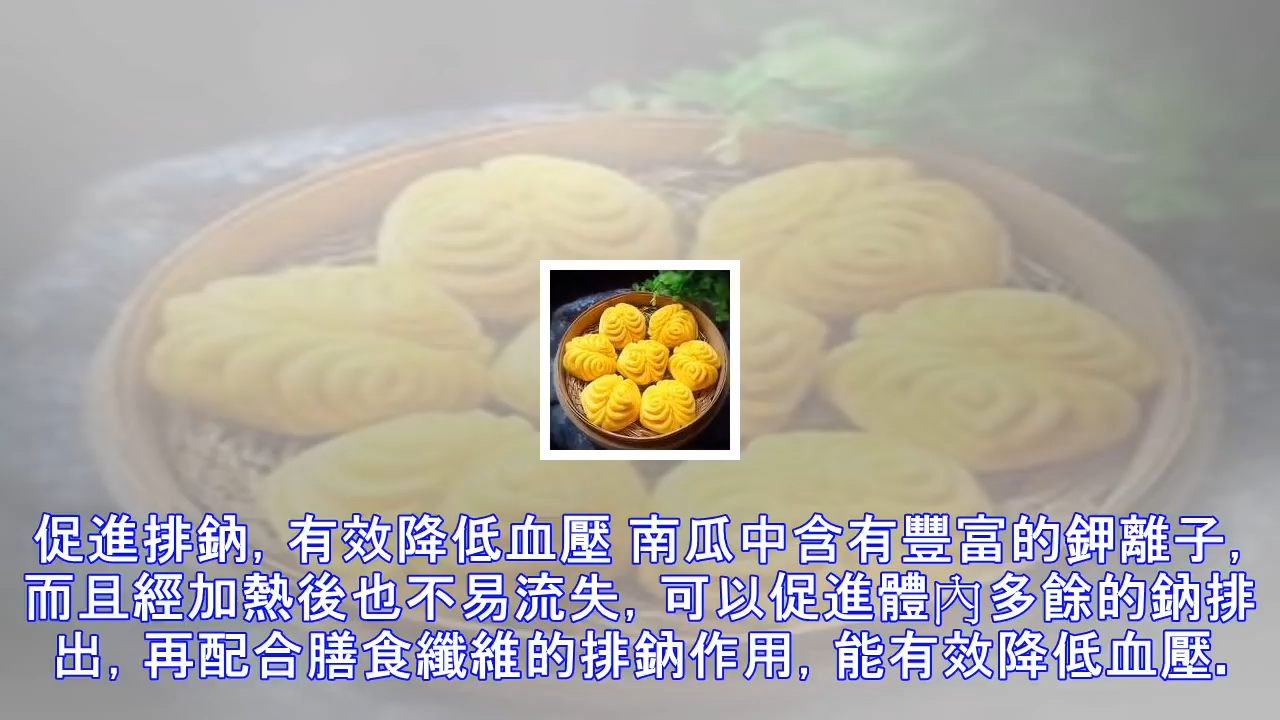 促進排鈉, 有效降低血壓 南瓜中含有豐富的鉀離子,
而且經加熱後也不易流失, 可以促進體內多餘的鈉排
出, 再配合膳食纖維的排鈉作用, 能有效降低血壓.